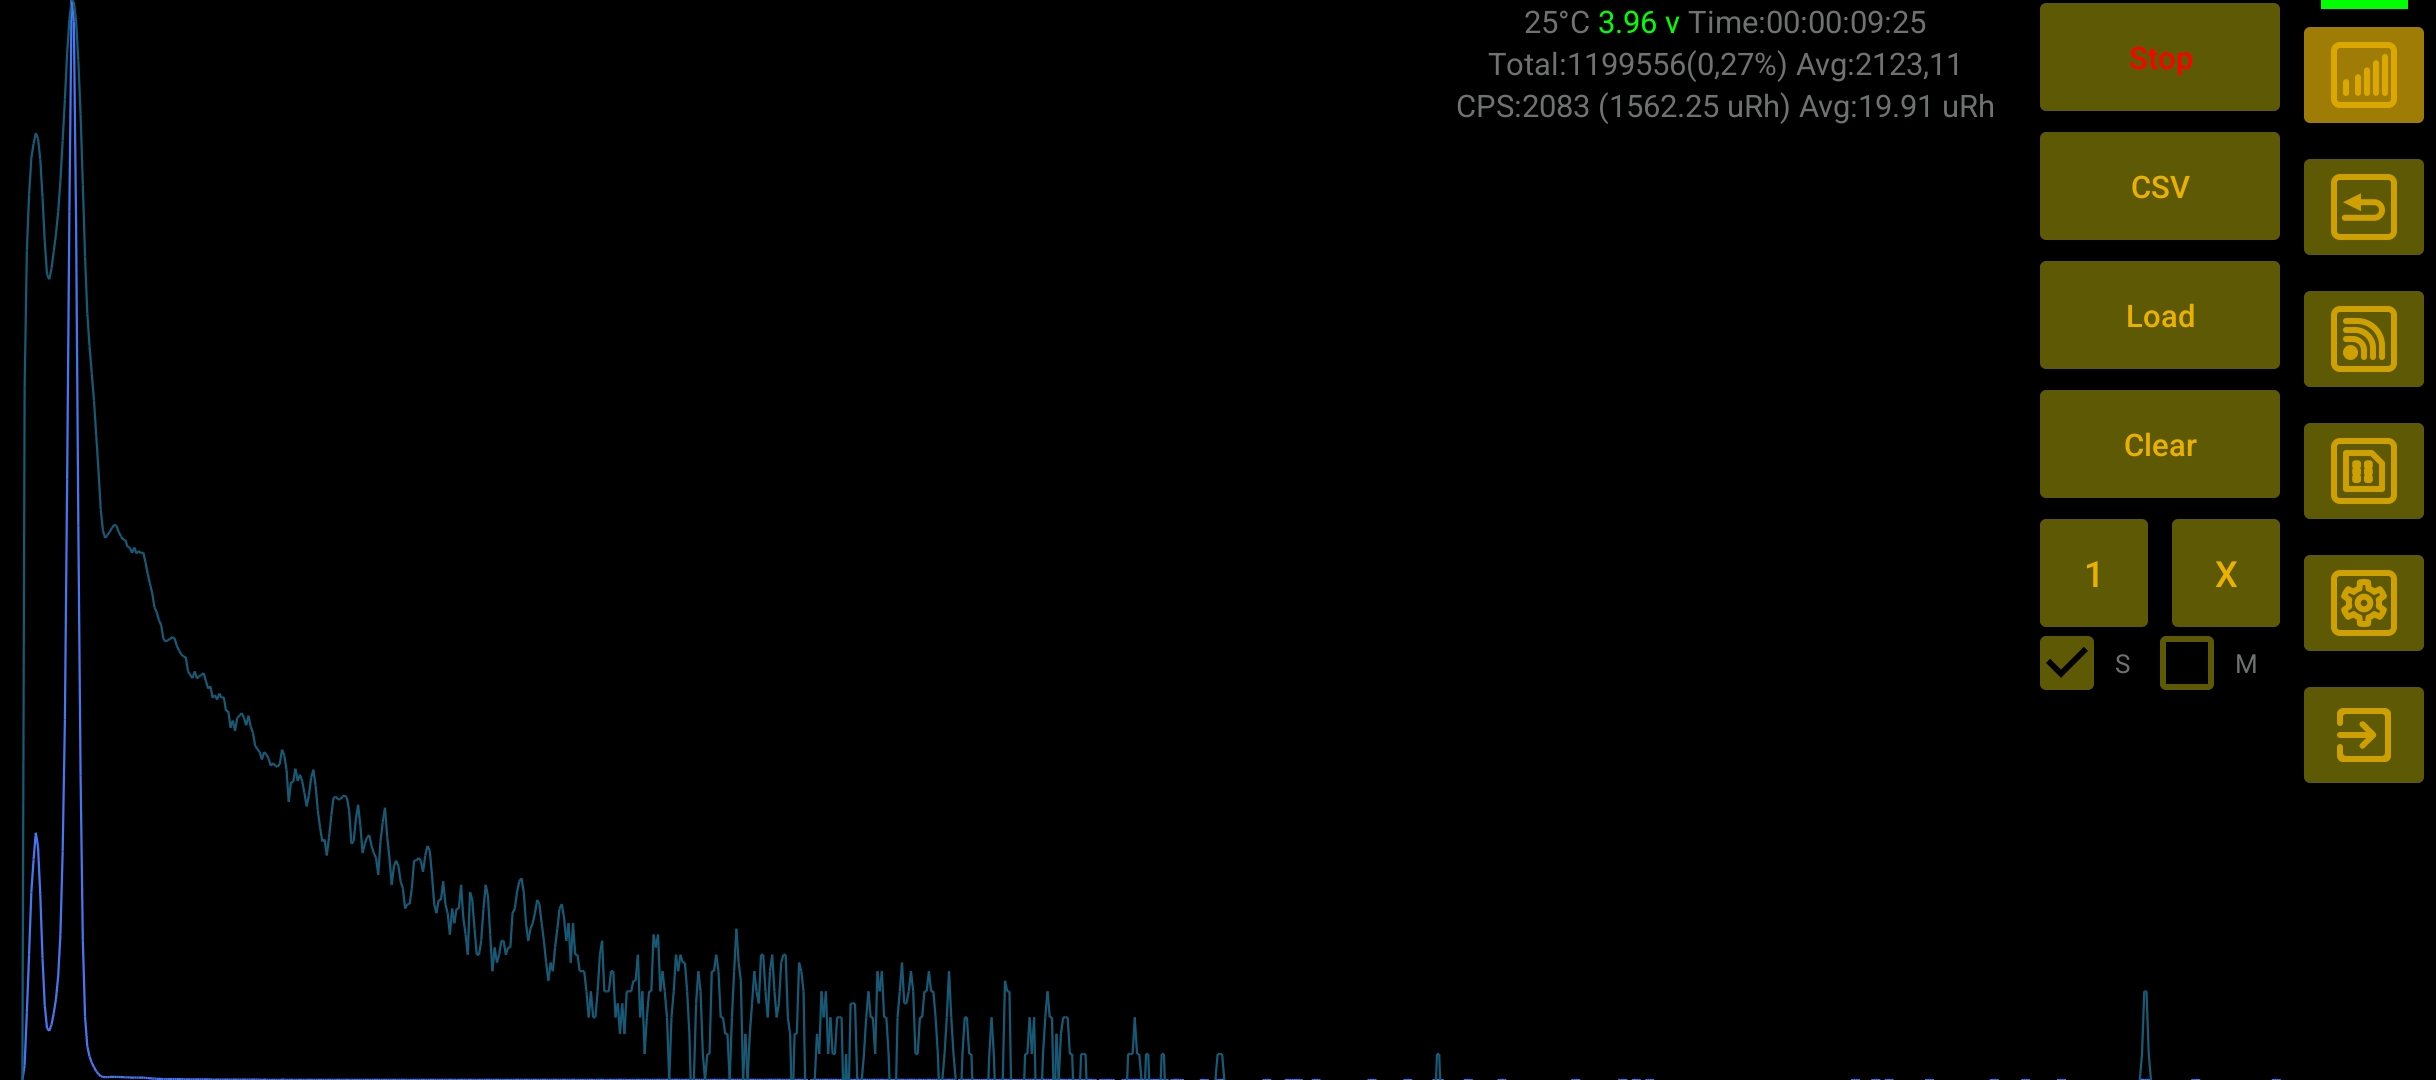 25°C 3.96 v Time:00:00:09:25
Total:1199556(0,27%) Avg:2123,11
CPS:2083 (1562.25 uRh) Avg:19.91 uRh
Stop
CSV
Load
Clear
1 X
S M